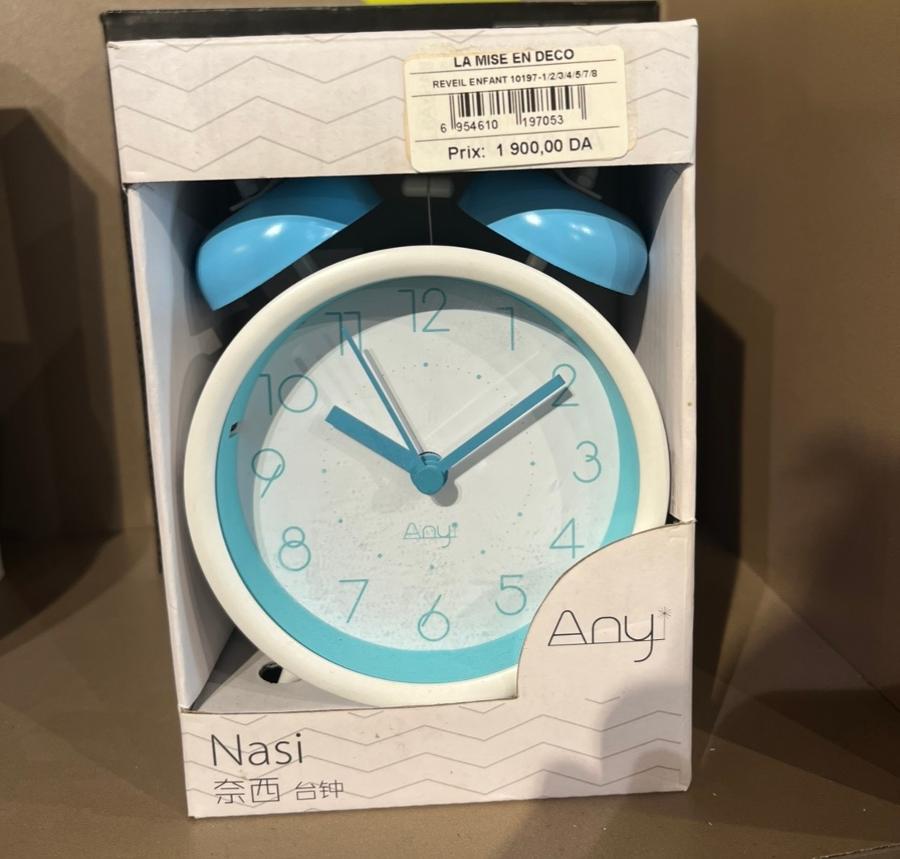 LA MISE EN DECO
REVEIL ENFANT 10197-1/2/3/4/5/7/8
6 954610 197053
Prix: 1 900,00 DA
12
11 1
10 2
9 3
8 4
7 5
6
Any
Any
Nasi
奈西 台钟